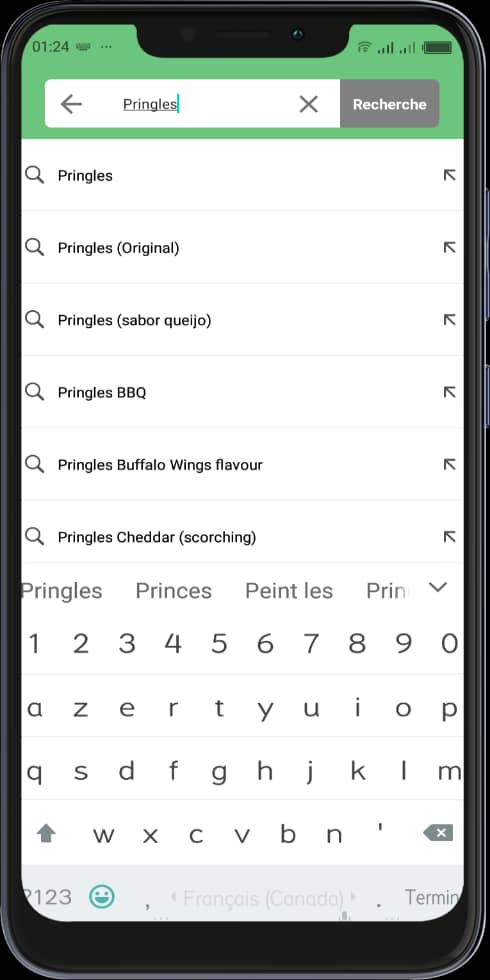 01:24
Pringles
Recherche
Pringles
Pringles (Original)
Pringles (sabor queijo)
Pringles BBQ
Pringles Buffalo Wings flavour
Pringles Cheddar (scorching)
Pringles Princes Peint les Prin
1 2 3 4 5 6 7 8 9 0
a z e r t y u i o p
q s d f g h j k l m
w x c v b n '
?123 , Français (Canada) . Termin